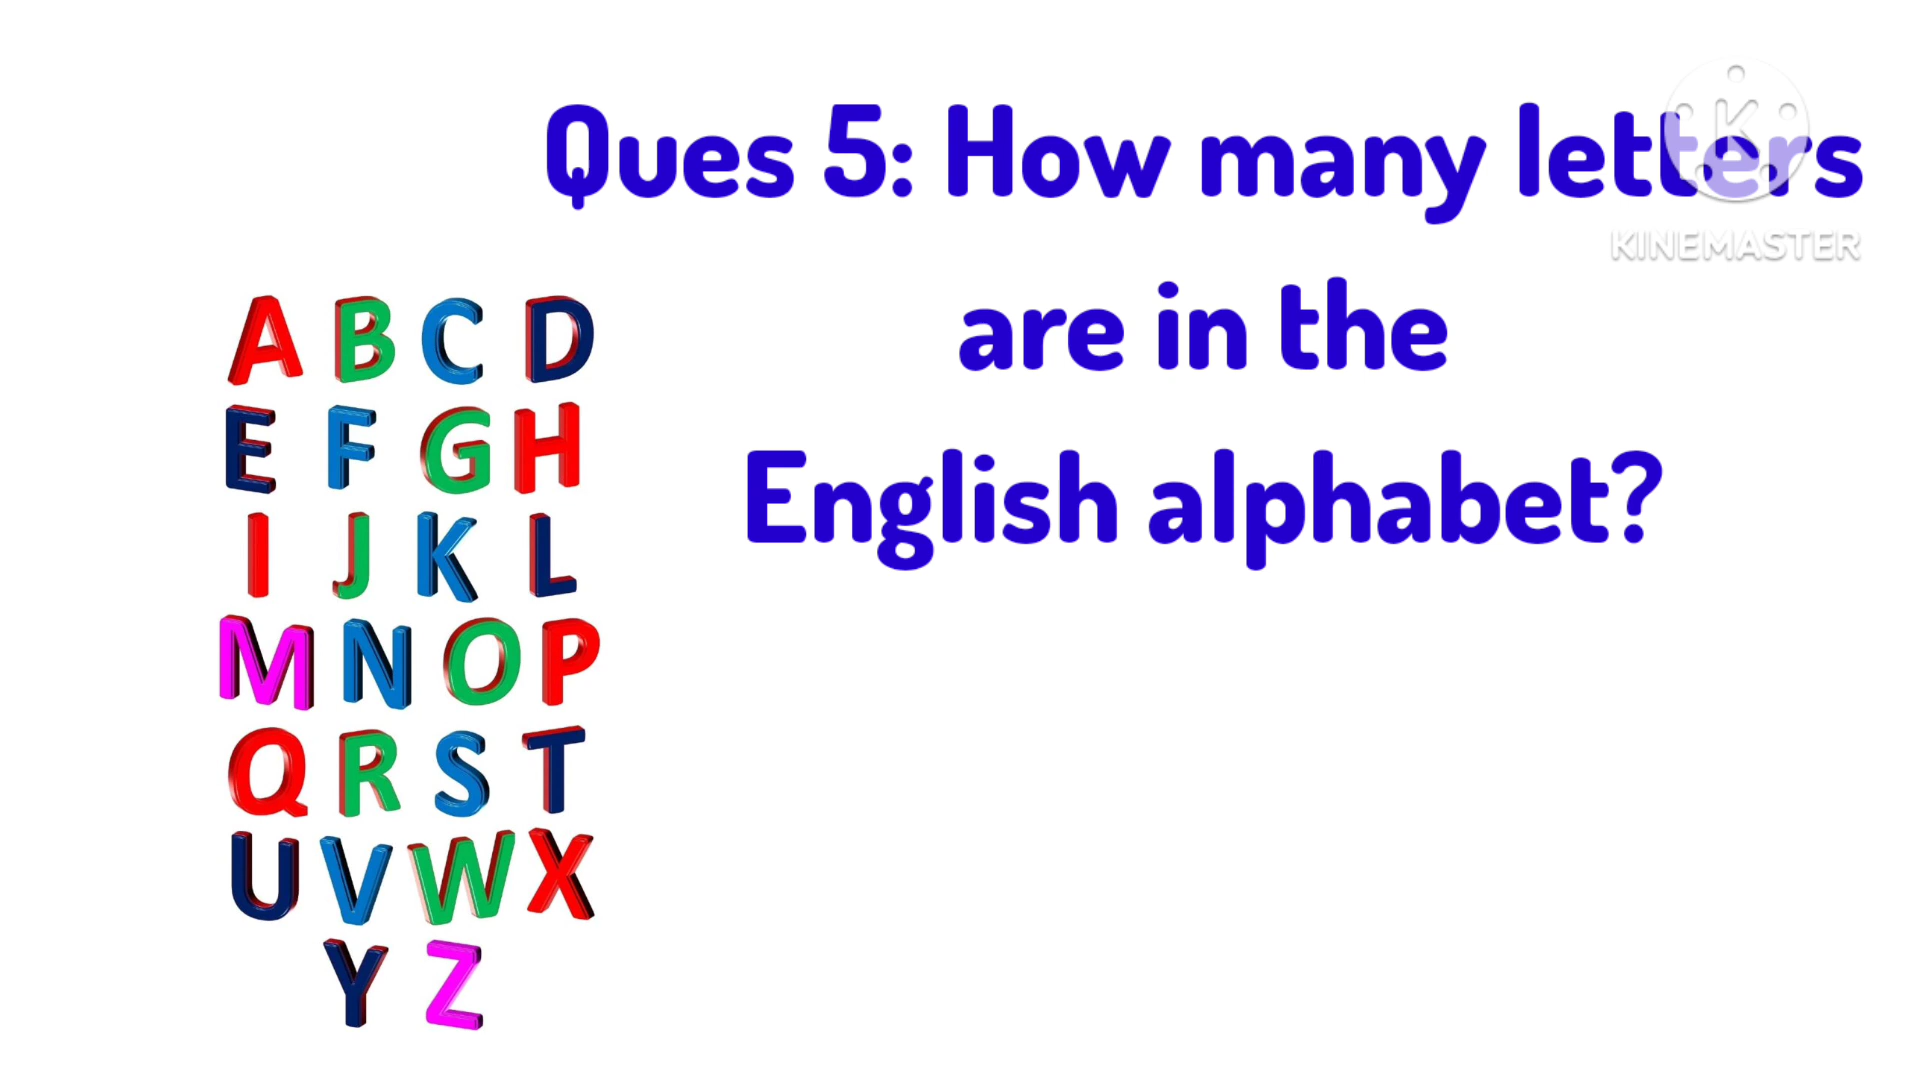 Ques 5: How many letters
KINEMASTER
are in the
English alphabet?
A B C D
E F G H
I J K L
M N O P
Q R S T
U V W X
Y Z